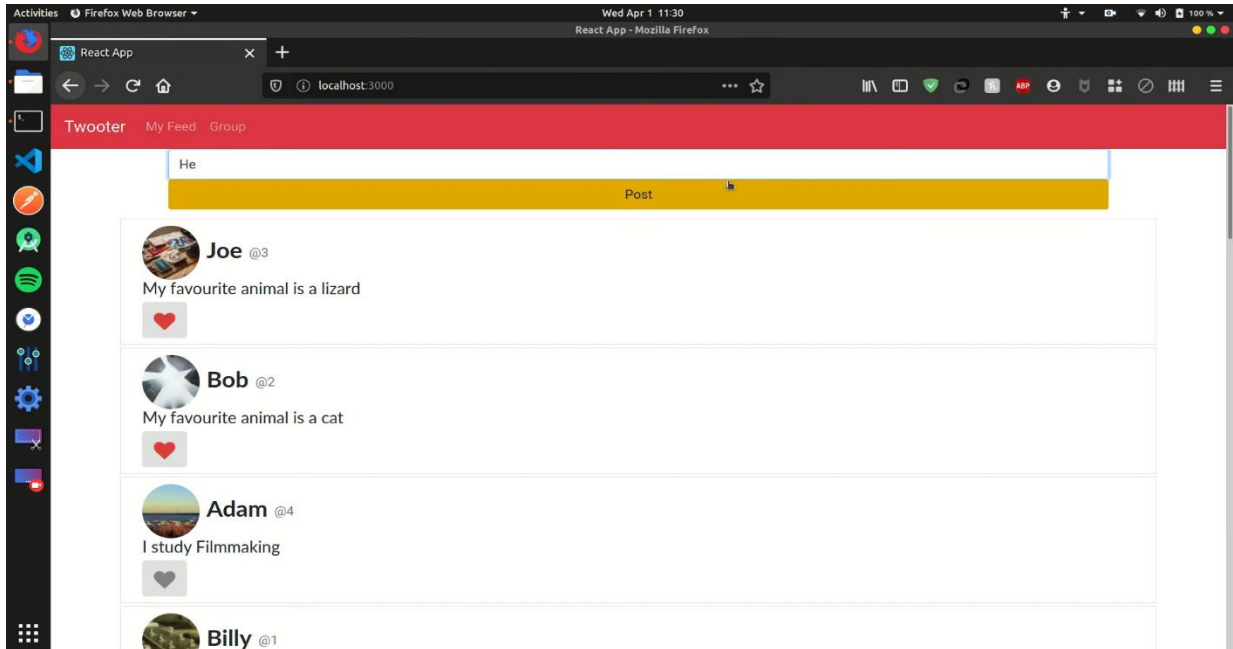 Activities Firefox Web Browser Wed Apr 1 11:30 100 %
React App - Mozilla Firefox
React App
localhost:3000 ABP
Twooter My Feed Group
He
Post
Joe @3
My favourite animal is a lizard
Bob @2
My favourite animal is a cat
Adam @4
I study Filmmaking
Billy @1